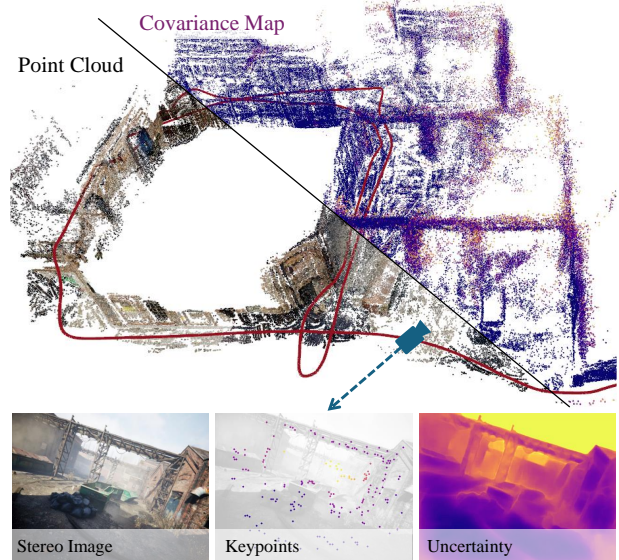 Covariance Map
Point Cloud
Stereo Image
Keypoints
Uncertainty